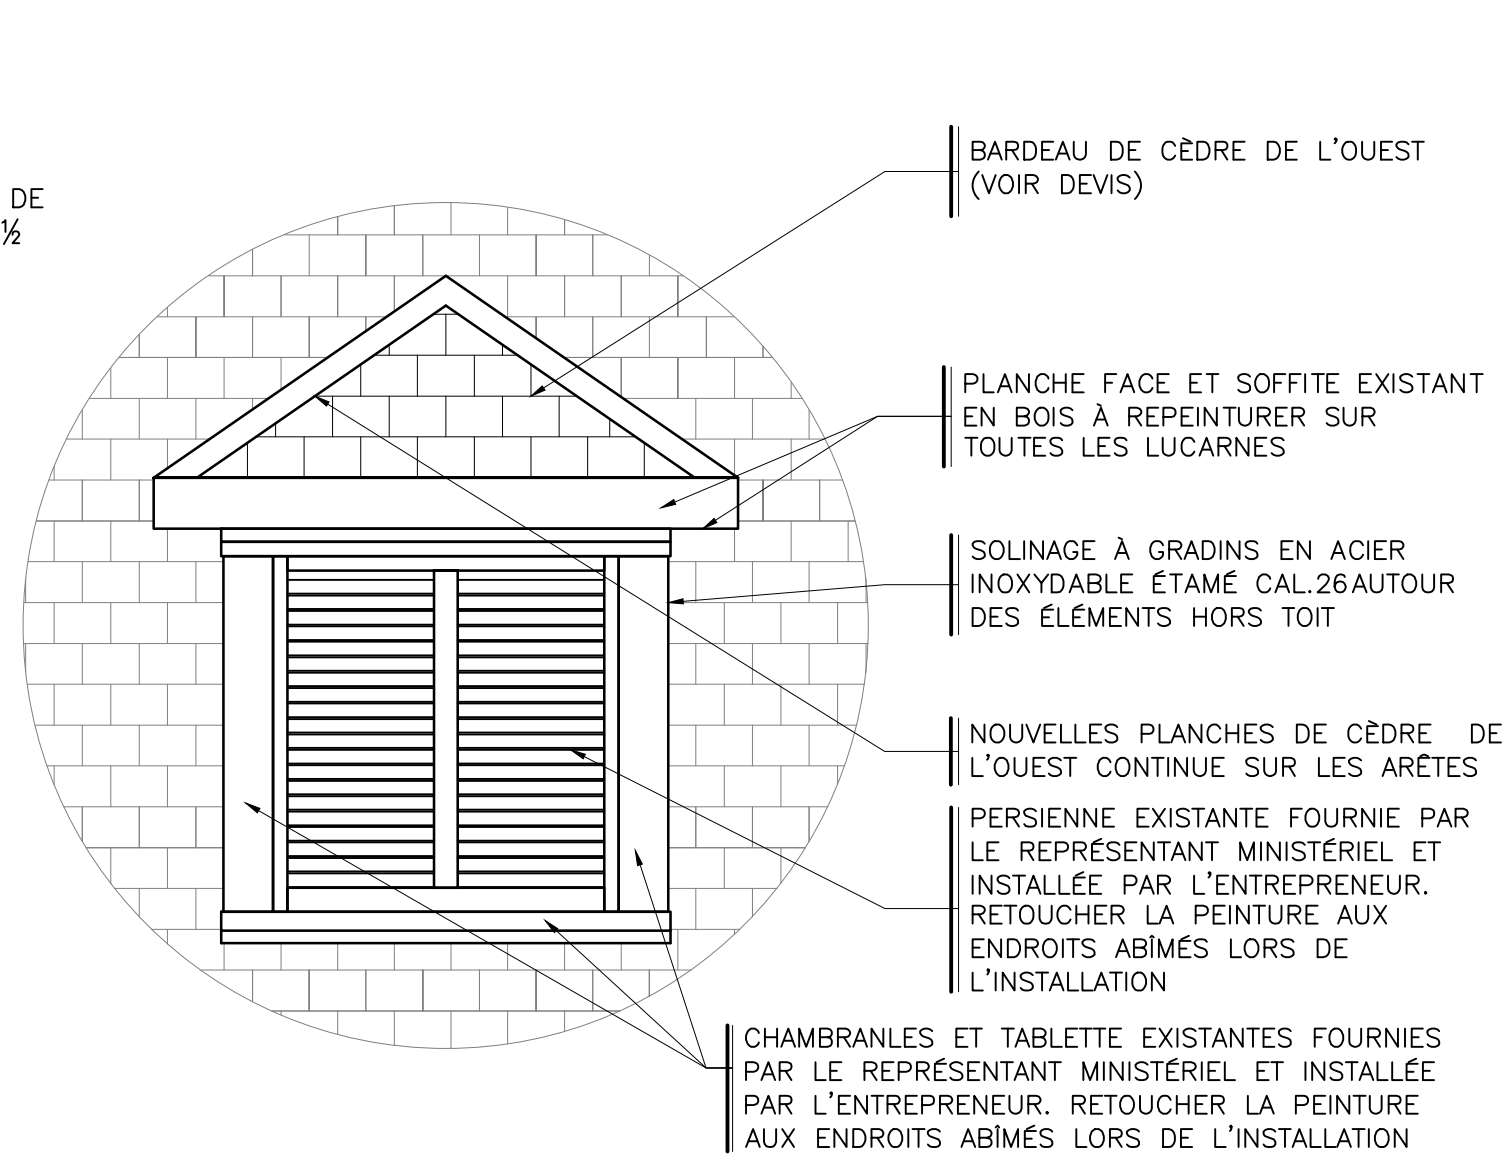 DE
½
BARDEAU DE CÈDRE DE L'OUEST
(VOIR DEVIS)
PLANCHE FACE ET SOFFITE EXISTANT
EN BOIS À REPEINTURER SUR
TOUTES LES LUCARNES
SOLINAGE À GRADINS EN ACIER
INOXYDABLE ÉTAMÉ CAL.26AUTOUR
DES ÉLÉMENTS HORS TOIT
NOUVELLES PLANCHES DE CÈDRE DE
L'OUEST CONTINUE SUR LES ARÊTES
PERSIENNE EXISTANTE FOURNIE PAR
LE REPRÉSENTANT MINISTÉRIEL ET
INSTALLÉE PAR L'ENTREPRENEUR.
RETOUCHER LA PEINTURE AUX
ENDROITS ABÎMÉS LORS DE
L'INSTALLATION
CHAMBRANLES ET TABLETTE EXISTANTES FOURNIES
PAR LE REPRÉSENTANT MINISTÉRIEL ET INSTALLÉE
PAR L'ENTREPRENEUR. RETOUCHER LA PEINTURE
AUX ENDROITS ABÎMÉS LORS DE L'INSTALLATION